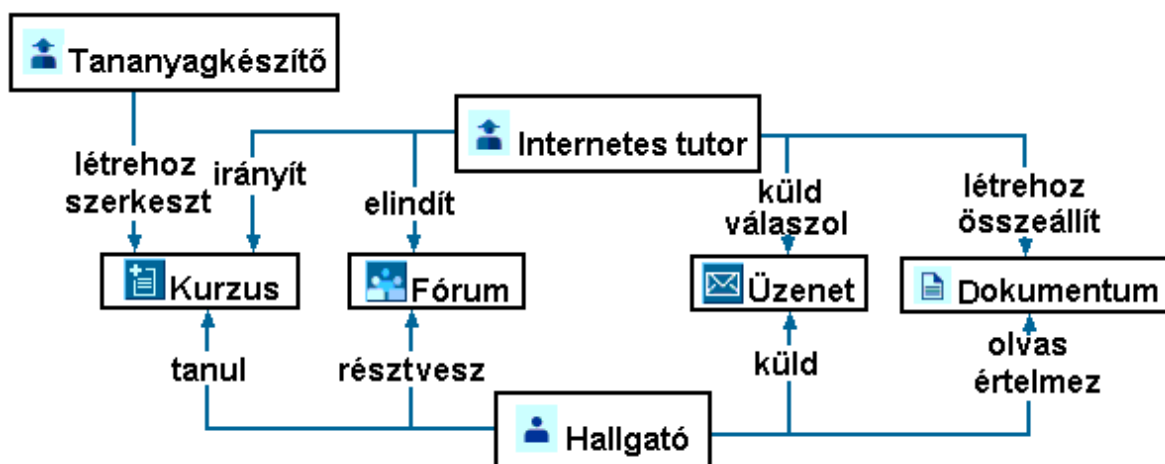 Tananyagkészítő
Internetes tutor
létrehoz
szerkeszt
irányít
elindít
küld
válaszol
létrehoz
összeállít
Kurzus
Fórum
Üzenet
Dokumentum
tanul
résztvesz
küld
olvas
értelmez
Hallgató